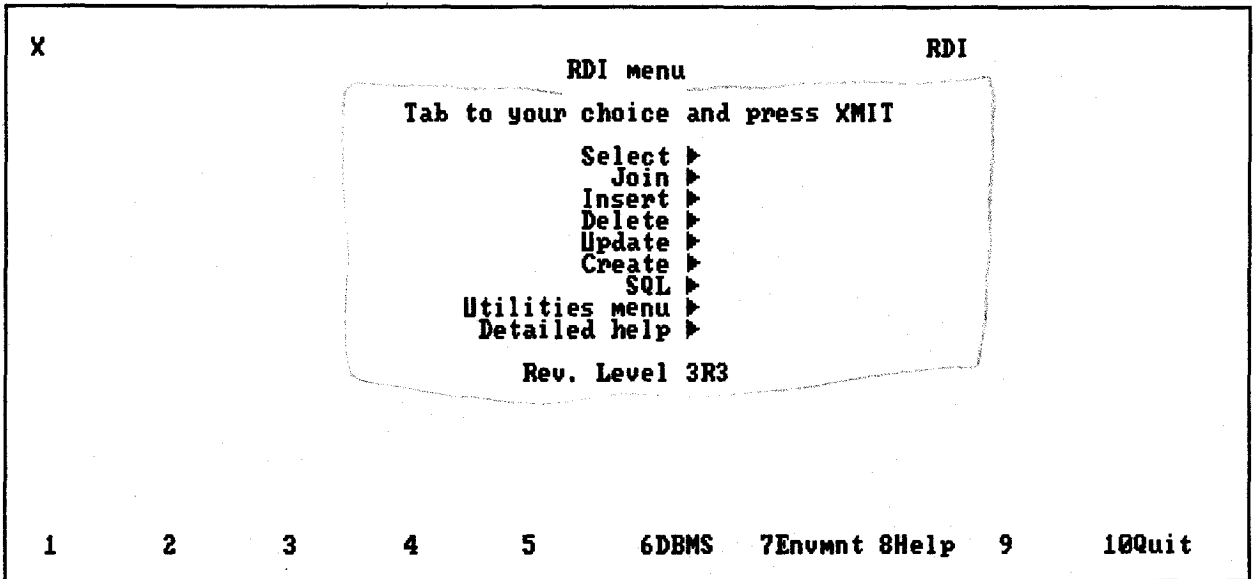 X RDI
RDI menu
Tab to your choice and press XMIT
Select ▶
Join ▶
Insert ▶
Delete ▶
Update ▶
Create ▶
SQL ▶
Utilities menu ▶
Detailed help ▶
Rev. Level 3R3
1 2 3 4 5 6DBMS 7Envmnt 8Help 9 10Quit